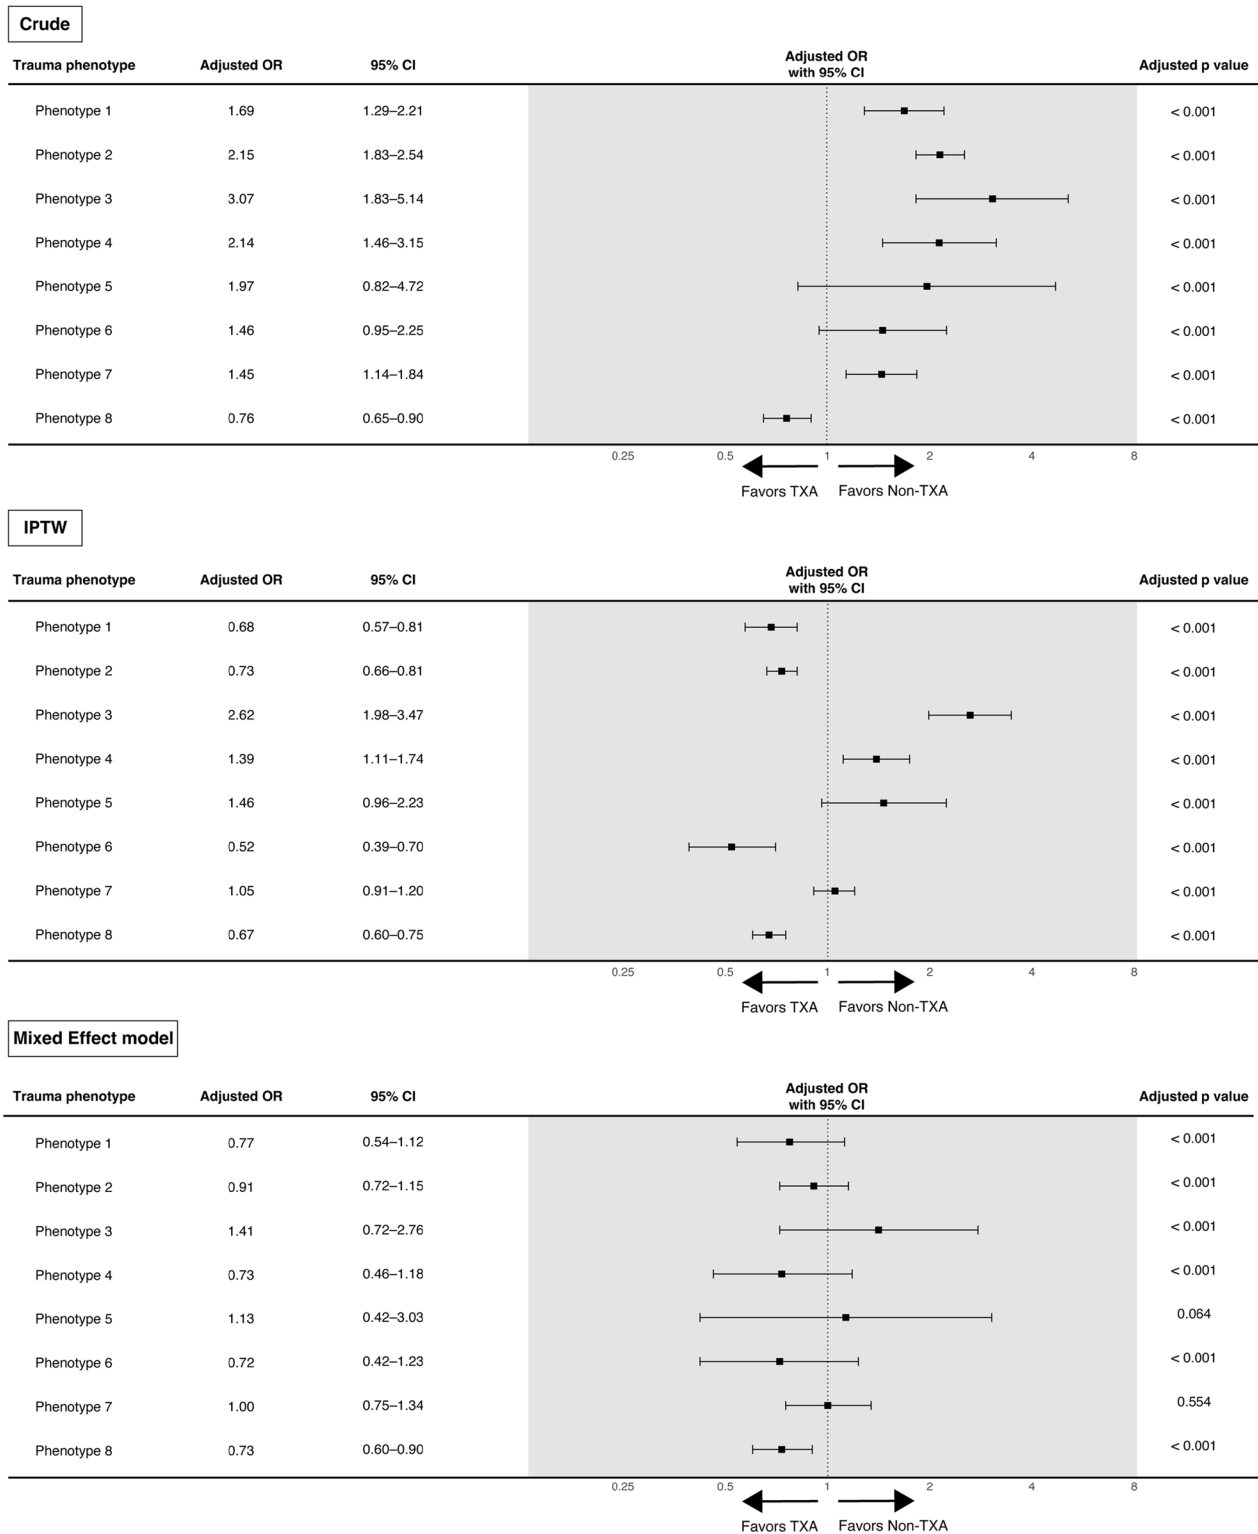 Crude
Trauma phenotype Adjusted OR 95% CI Adjusted OR with 95% CI Adjusted p value
Phenotype 1 1.69 1.29–2.21 < 0.001
Phenotype 2 2.15 1.83–2.54 < 0.001
Phenotype 3 3.07 1.83–5.14 < 0.001
Phenotype 4 2.14 1.46–3.15 < 0.001
Phenotype 5 1.97 0.82–4.72 < 0.001
Phenotype 6 1.46 0.95–2.25 < 0.001
Phenotype 7 1.45 1.14–1.84 < 0.001
Phenotype 8 0.76 0.65–0.90 < 0.001
0.25 0.5 1 2 4 8
Favors TXA Favors Non-TXA
IPTW
Trauma phenotype Adjusted OR 95% CI Adjusted OR with 95% CI Adjusted p value
Phenotype 1 0.68 0.57–0.81 < 0.001
Phenotype 2 0.73 0.66–0.81 < 0.001
Phenotype 3 2.62 1.98–3.47 < 0.001
Phenotype 4 1.39 1.11–1.74 < 0.001
Phenotype 5 1.46 0.96–2.23 < 0.001
Phenotype 6 0.52 0.39–0.70 < 0.001
Phenotype 7 1.05 0.91–1.20 < 0.001
Phenotype 8 0.67 0.60–0.75 < 0.001
0.25 0.5 1 2 4 8
Favors TXA Favors Non-TXA
Mixed Effect model
Trauma phenotype Adjusted OR 95% CI Adjusted OR with 95% CI Adjusted p value
Phenotype 1 0.77 0.54–1.12 < 0.001
Phenotype 2 0.91 0.72–1.15 < 0.001
Phenotype 3 1.41 0.72–2.76 < 0.001
Phenotype 4 0.73 0.46–1.18 < 0.001
Phenotype 5 1.13 0.42–3.03 0.064
Phenotype 6 0.72 0.42–1.23 < 0.001
Phenotype 7 1.00 0.75–1.34 0.554
Phenotype 8 0.73 0.60–0.90 < 0.001
0.25 0.5 1 2 4 8
Favors TXA Favors Non-TXA